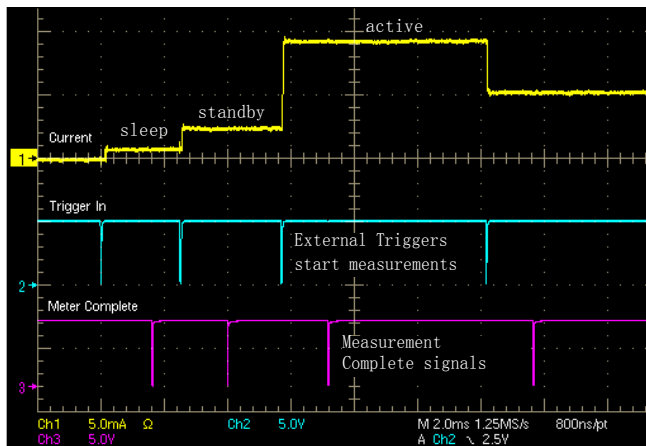 active
standby
sleep
Current
1
Trigger In
External Triggers
start measurements
2
Meter Complete
Measurement
Complete signals
3
Ch1 5.0mA Ω Ch2 5.0V M 2.0ms 1.25MS/s 800ns/pt
Ch3 5.0V A Ch2 ∖ 2.5V